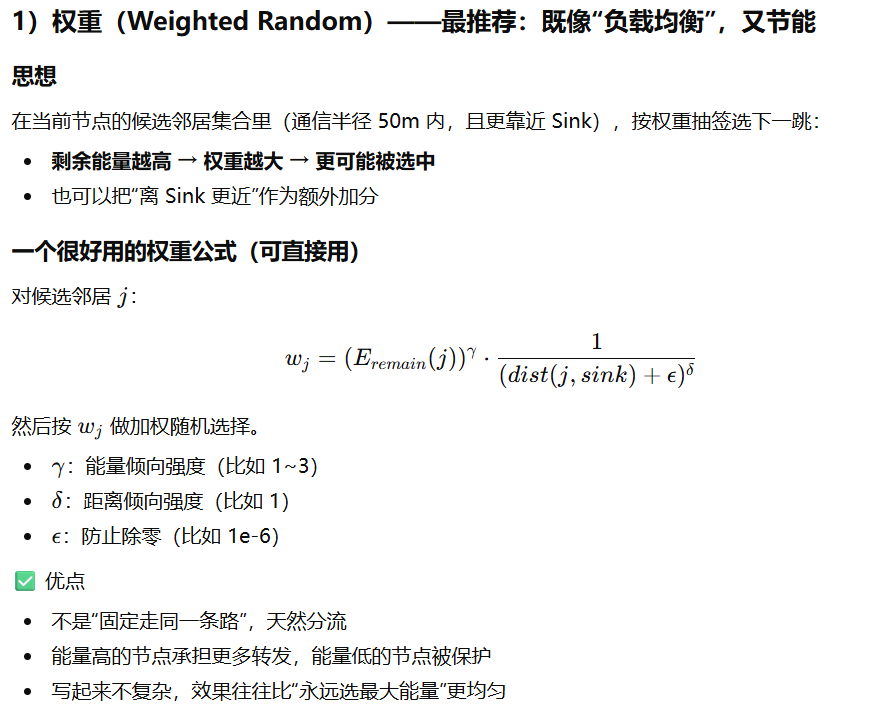 1）权重（Weighted Random）——最推荐：既像“负载均衡”，又节能
思想
在当前节点的候选邻居集合里（通信半径 50m 内，且更靠近 Sink），按权重抽签选下一跳：
• 剩余能量越高 → 权重越大 → 更可能被选中
• 也可以把“离 Sink 更近”作为额外加分
一个很好用的权重公式（可直接用）
对候选邻居 j：
w_j = (E_{remain}(j))^γ · \frac{1}{(dist(j, sink) + ϵ)^δ}
然后按 w_j 做加权随机选择。
• γ：能量倾向强度（比如 1~3）
• δ：距离倾向强度（比如 1）
• ϵ：防止除零（比如 1e-6）
✅ 优点
• 不是“固定走同一条路”，天然分流
• 能量高的节点承担更多转发，能量低的节点被保护
• 写起来不复杂，效果往往比“永远选最大能量”更均匀